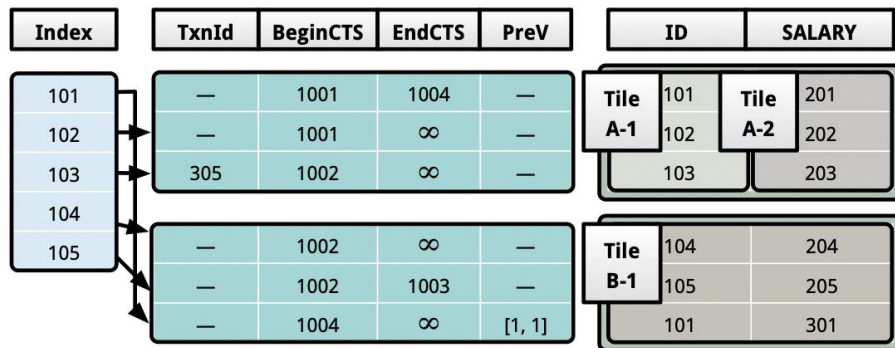 Index TxnId BeginCTS EndCTS PreV ID SALARY
101 — 1001 1004 — Tile A-1 101 Tile A-2 201
102 — 1001 ∞ — 102 202
103 305 1002 ∞ — 103 203
104 — 1002 ∞ — Tile B-1 104 204
105 — 1002 1003 — 105 205
— 1004 ∞ [1, 1] 101 301